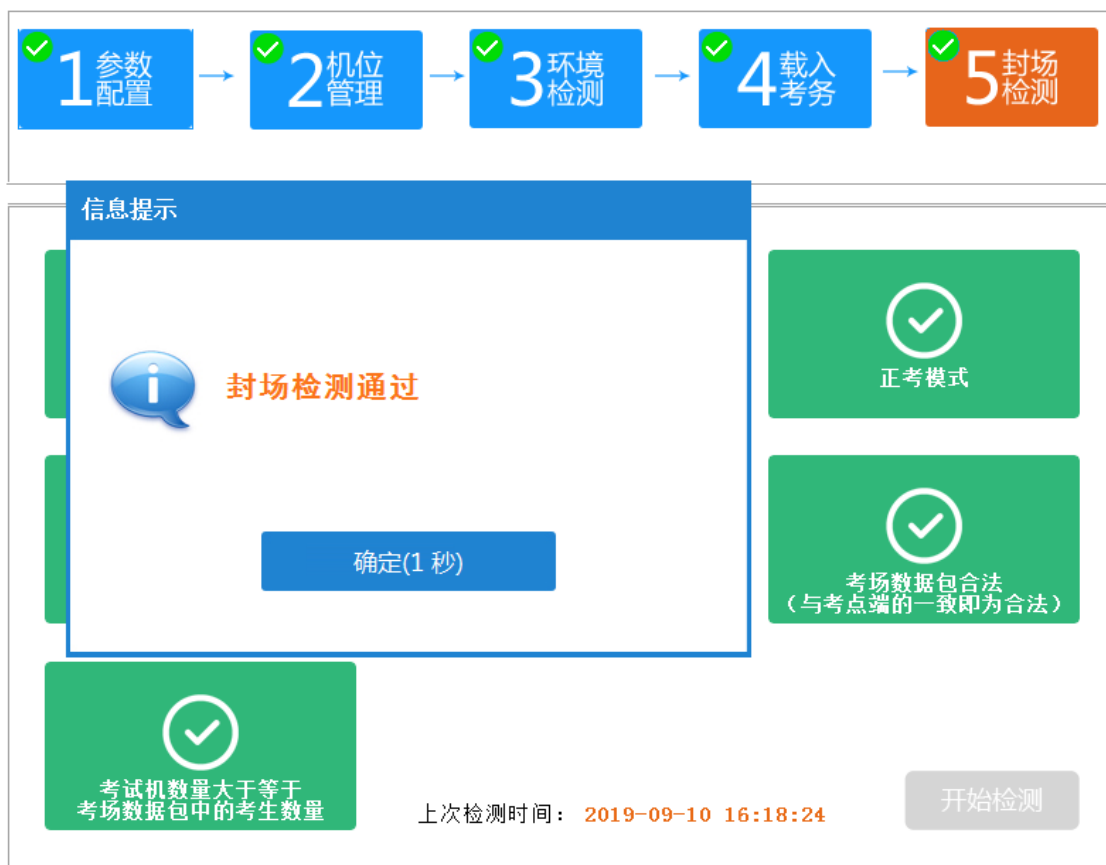 1 参数
配置
2 机位
管理
3 环境
检测
4 载入
考务
5 封场
检测
信息提示
封场检测通过
确定(1 秒)
正考模式
考场数据包合法
（与考点端的一致即为合法）
考试机数量大于等于
考场数据包中的考生数量
上次检测时间： 2019-09-10 16:18:24
开始检测